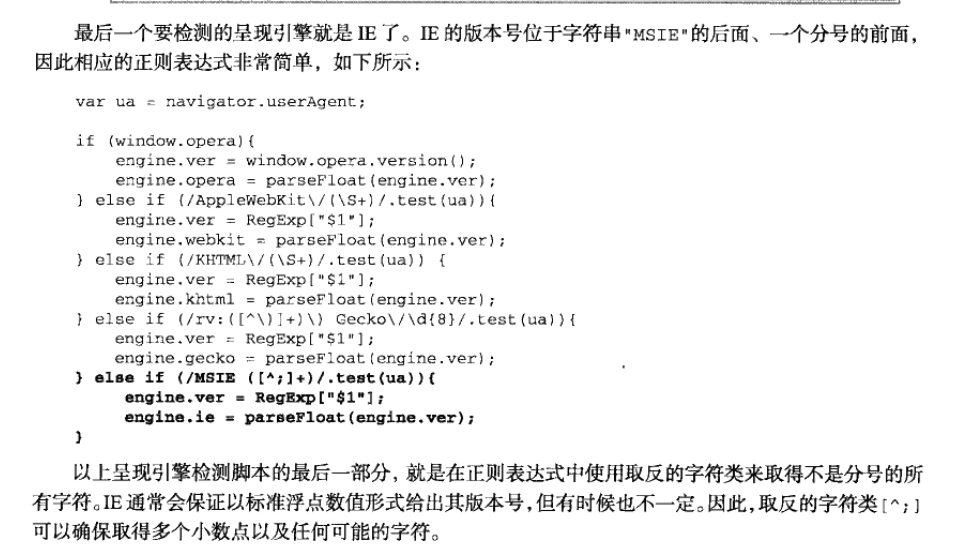 最后一个要检测的呈现引擎就是 IE 了。IE 的版本号位于字符串"MSIE"的后面、一个分号的前面，
因此相应的正则表达式非常简单，如下所示：
var ua = navigator.userAgent;
if (window.opera){
engine.ver = window.opera.version();
engine.opera = parseFloat(engine.ver);
} else if (/AppleWebKit\/(\S+)/.test(ua)){
engine.ver = RegExp["$1"];
engine.webkit = parseFloat(engine.ver);
} else if (/KHTML\/(\S+)/.test(ua)) {
engine.ver = RegExp["$1"];
engine.khtml = parseFloat(engine.ver);
} else if (/rv:([^\)]+)\) Gecko\/\d{8}/.test(ua)){
engine.ver = RegExp["$1"];
engine.gecko = parseFloat(engine.ver);
} else if (/MSIE ([^;]+)/.test(ua)){
engine.ver = RegExp["$1"];
engine.ie = parseFloat(engine.ver);
}
以上呈现引擎检测脚本的最后一部分，就是在正则表达式中使用取反的字符类来取得不是分号的所
有字符。IE 通常会保证以标准浮点数值形式给出其版本号，但有时候也不一定。因此，取反的字符类[^;]
可以确保取得多个小数点以及任何可能的字符。